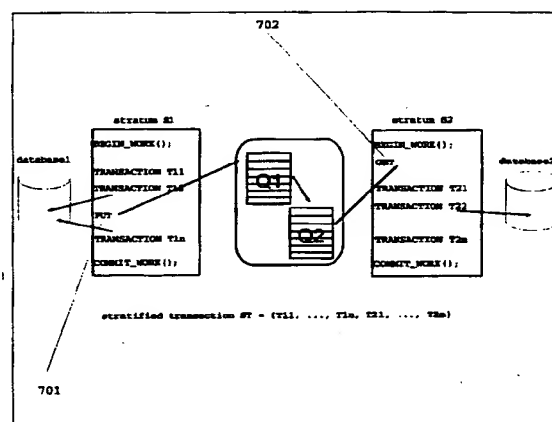 702
stratum S1
BEGIN_WORK();
TRANSACTION T11
TRANSACTION T12
PUT
TRANSACTION T1n
COMMIT_WORK();
database1
Q1
Q2
stratum S2
BEGIN_WORK();
GET
TRANSACTION T21
TRANSACTION T22
TRANSACTION T2m
COMMIT_WORK();
stratified transaction ST = (T11, ..., T1n, T21, ..., T2m)
701